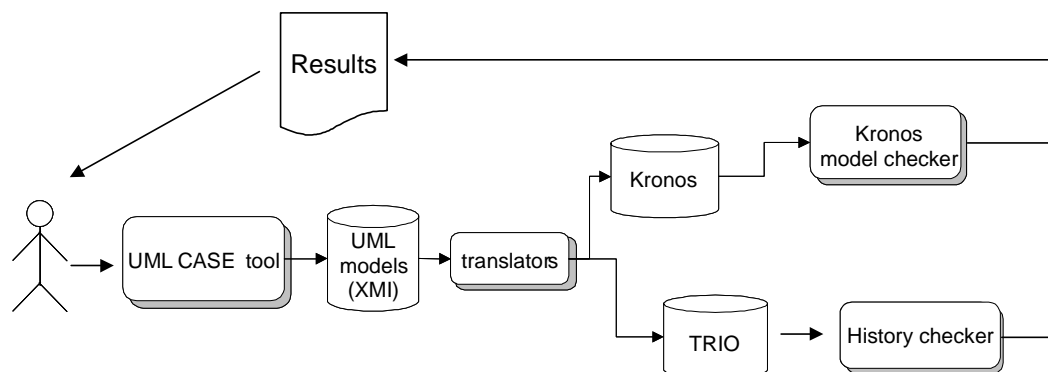 Results
Kronos
model checker
Kronos
UML CASE tool
UML
models
(XMI)
translators
TRIO
History checker